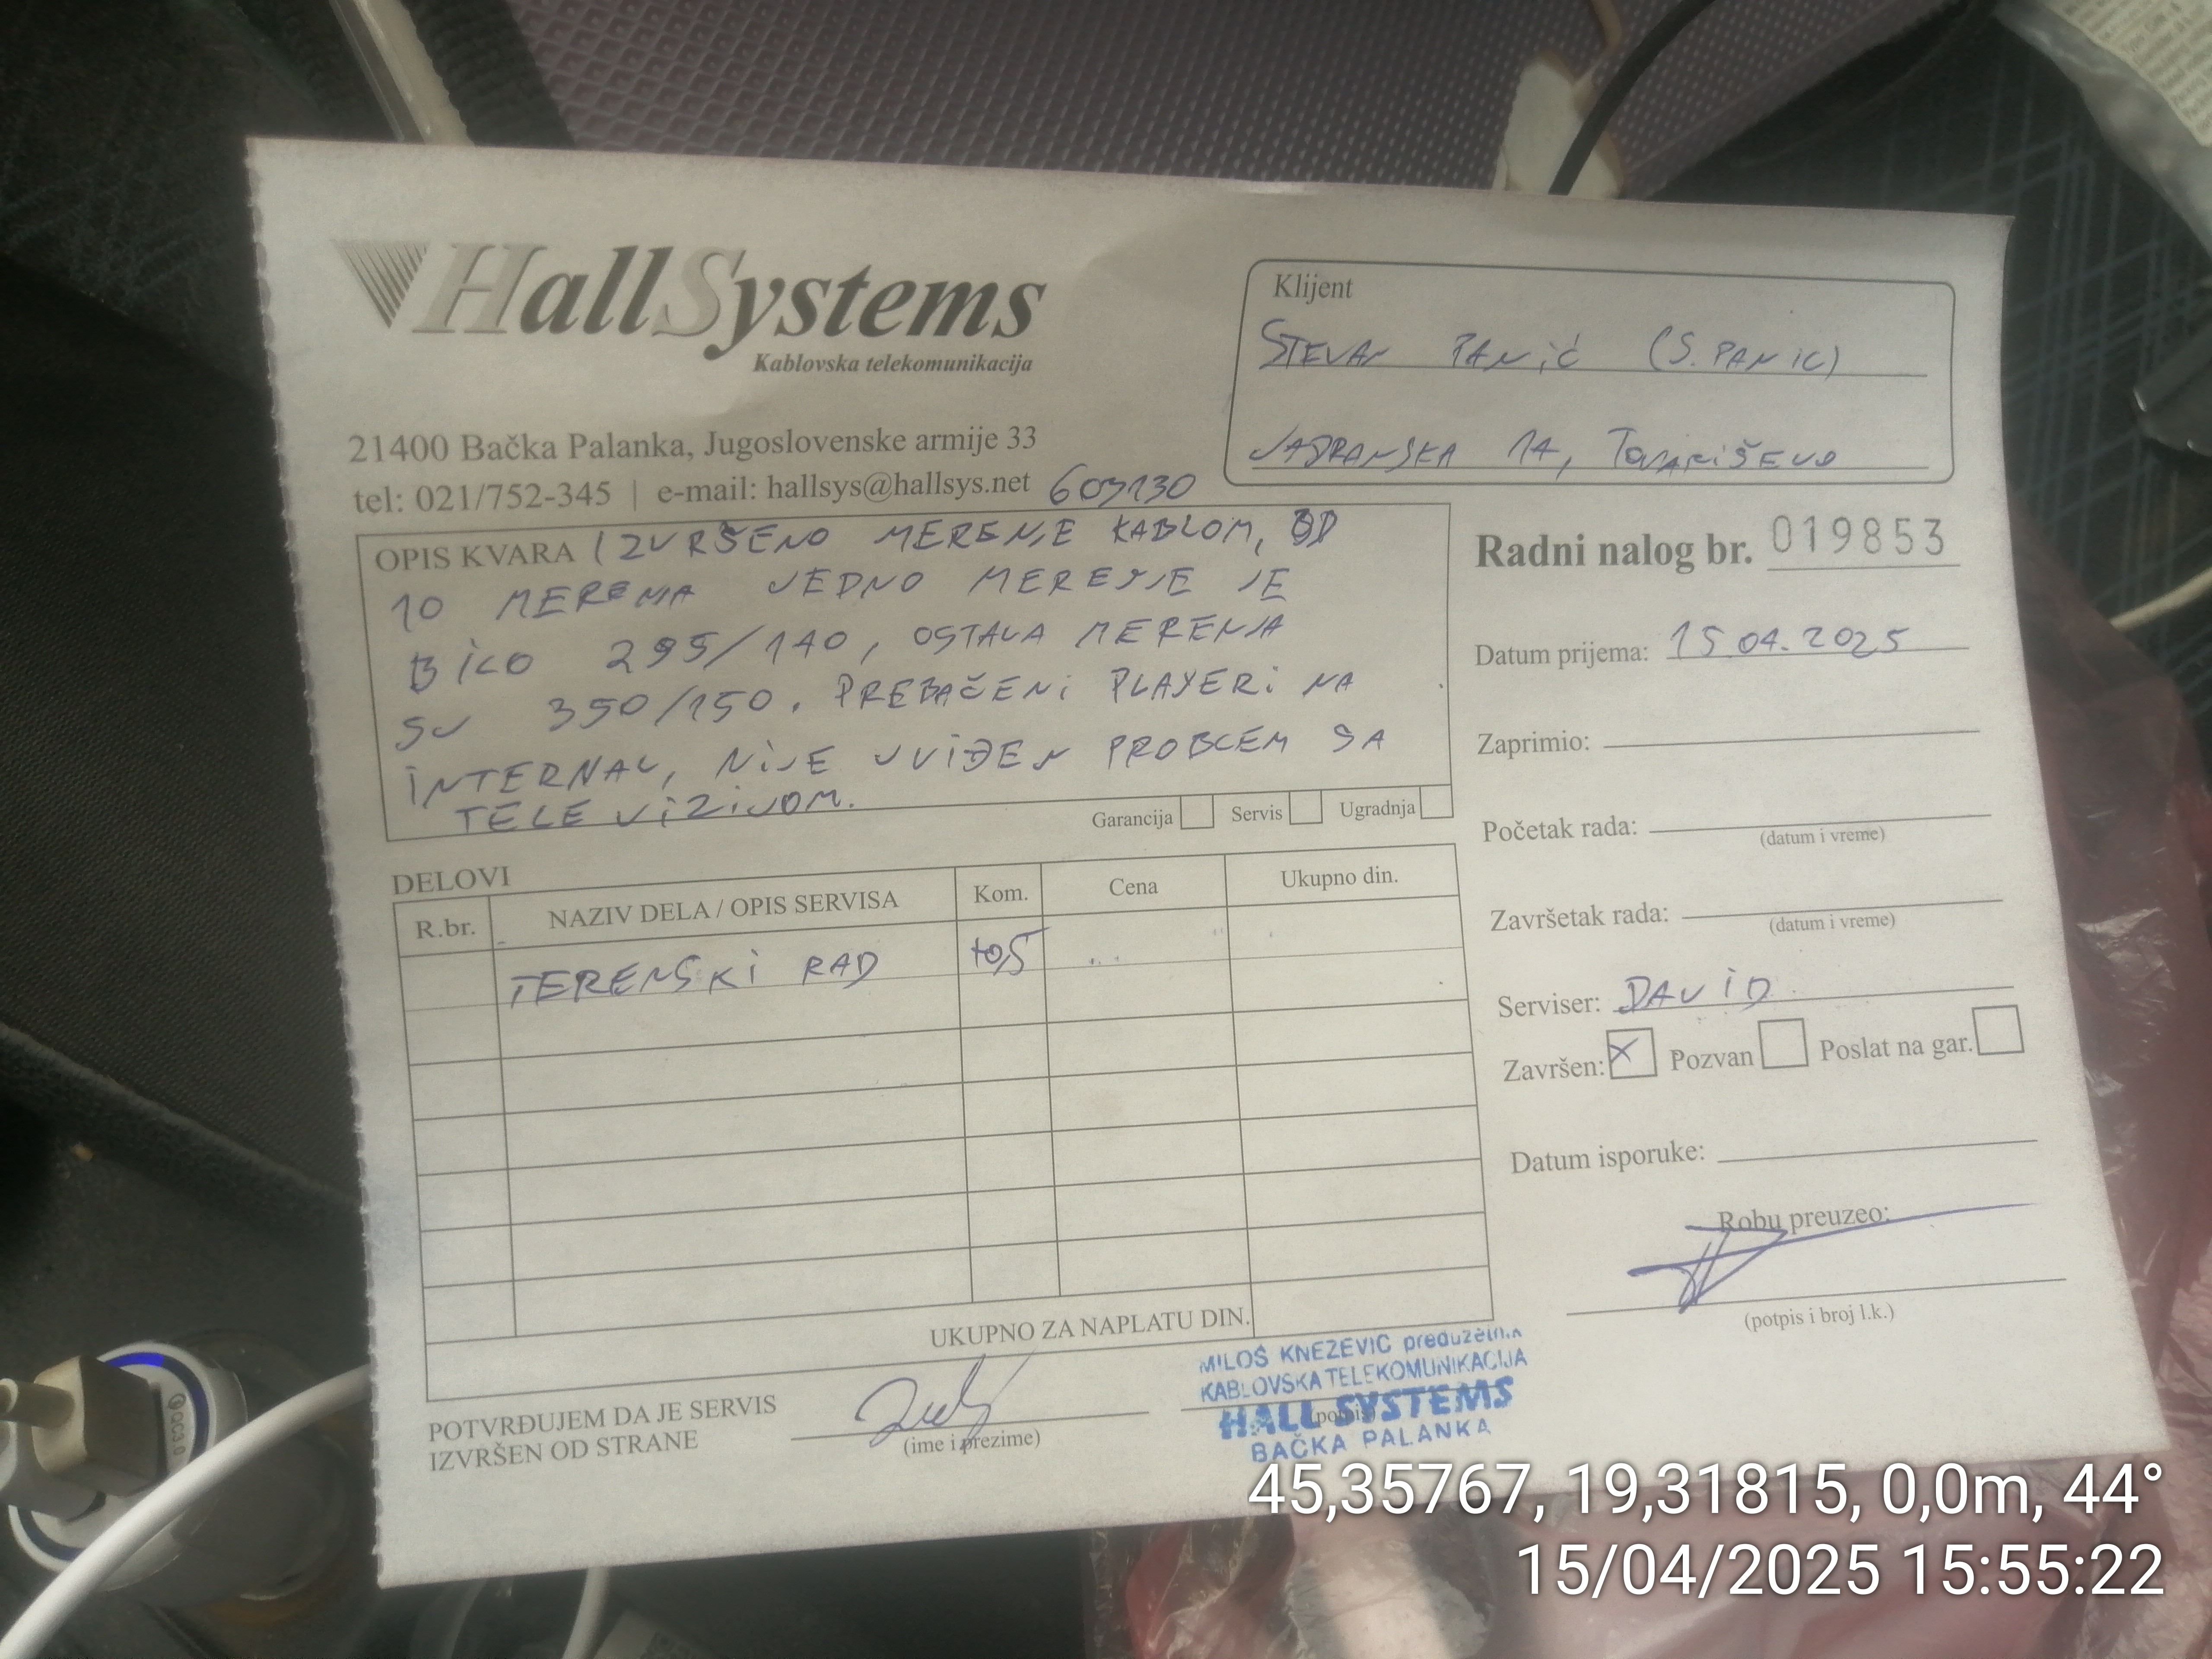 HallSystems
Kablovska telekomunikacija
21400 Bačka Palanka, Jugoslovenske armije 33
tel: 021/752-345 | e-mail: hallsys@hallsys.net 603130
Klijent
STEVAN PANIĆ (S.PANIC)
JADRANSKA 1A, TOVARIŠEVO
OPIS KVARA IZVRŠENO MERENJE KABLOM, OD
10 MERENJA JEDNO MERENJE JE
BILO 295/140, OSTALA MERENJA
SU 350/150. PREBAČENI PLAYERI NA
INTERNAL, NIJE UVIĐEN PROBLEM SA
TELEVIZIJOM.
Garancija Servis Ugradnja
Radni nalog br. 019853
Datum prijema: 15.04.2025
Zaprimio:
Početak rada:
(datum i vreme)
Završetak rada:
(datum i vreme)
Serviser: DAVID
Završen: X Pozvan Poslat na gar.
Datum isporuke:
Robu preuzeo:
(potpis i broj l.k.)
DELOVI
R.br. NAZIV DELA / OPIS SERVISA Kom. Cena Ukupno din.
TERENSKI RAD
UKUPNO ZA NAPLATU DIN.
POTVRĐUJEM DA JE SERVIS
IZVRŠEN OD STRANE
(ime i prezime)
(potpis)
MILOŠ KNEŽEVIĆ preduzetnik
KABLOVSKA TELEKOMUNIKACIJA
HALL SYSTEMS
BAČKA PALANKA
QC3.0
45,35767, 19,31815, 0,0m, 44°
15/04/2025 15:55:22